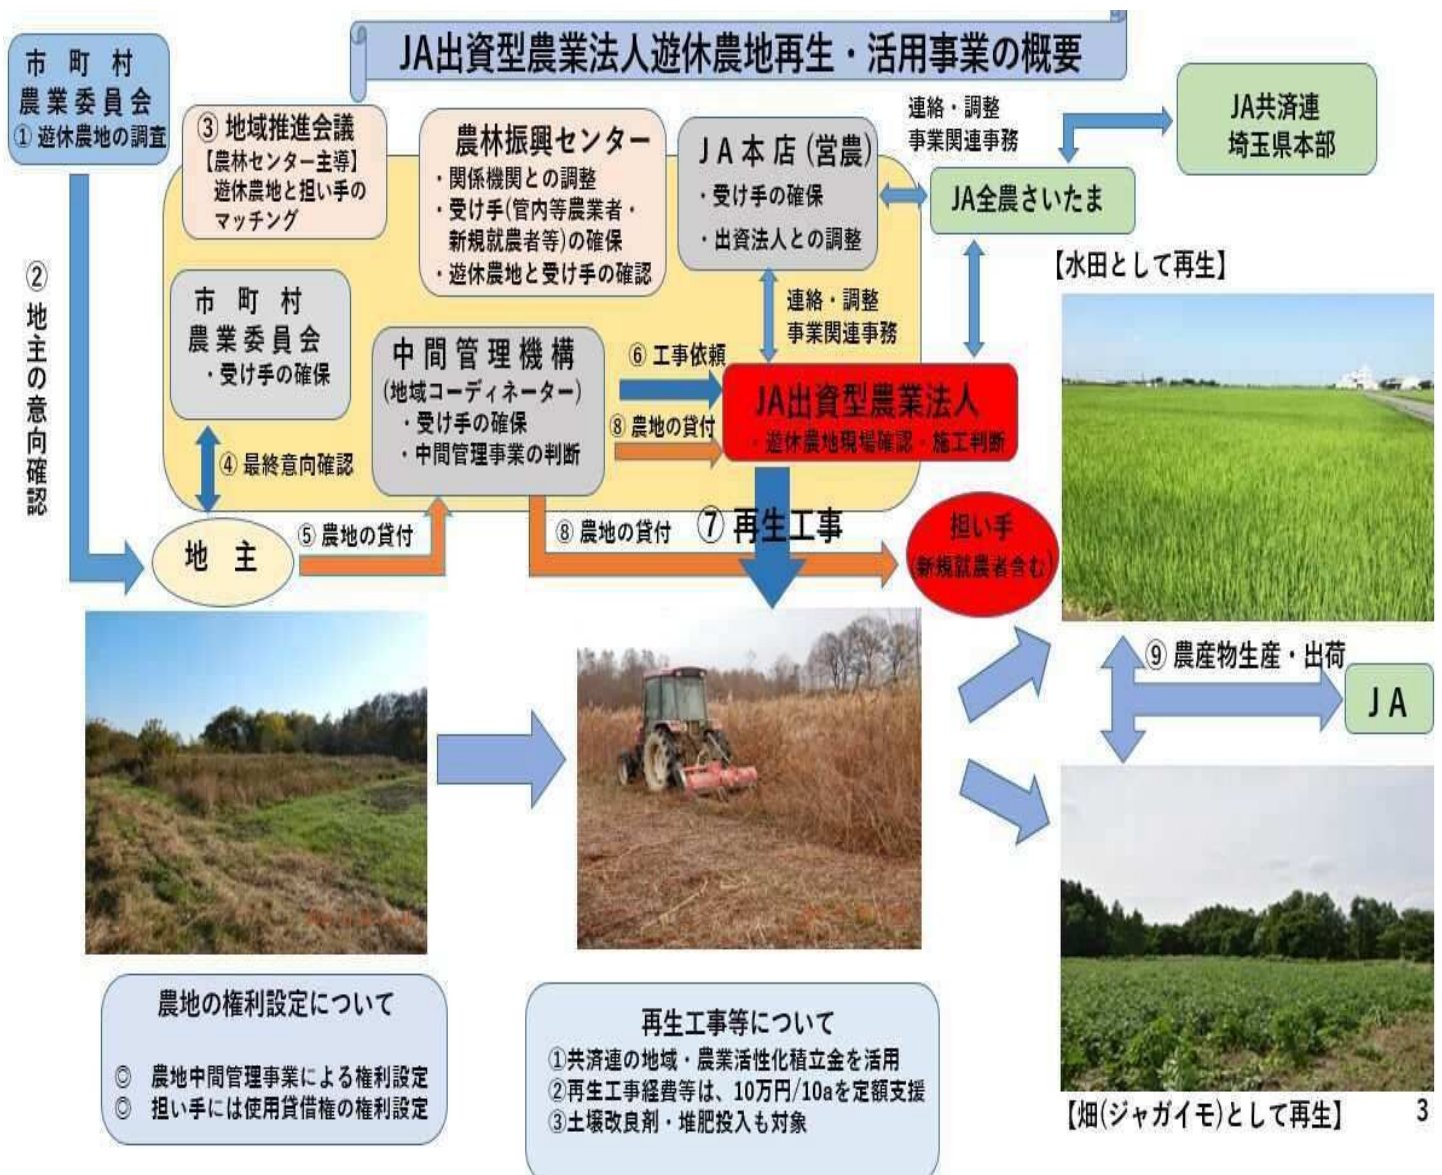 JA出資型農業法人遊休農地再生・活用事業の概要
市　町　村
農業委員会
① 遊休農地の調査
② 地主の意向確認
③ 地域推進会議
【農林センター主導】
遊休農地と担い手の
マッチング
農林振興センター
・関係機関との調整
・受け手(管内等農業者・
新規就農者等)の確保
・遊休農地と受け手の確認
JA本店(営農)
・受け手の確保
・出資法人との調整
連絡・調整
事業関連事務
JA共済連
埼玉県本部
JA全農さいたま
市　町　村
農業委員会
・受け手の確保
中間管理機構
(地域コーディネーター)
・受け手の確保
・中間管理事業の判断
連絡・調整
事業関連事務
⑥ 工事依頼
⑧ 農地の貸付
JA出資型農業法人
・遊休農地現場確認・施工判断
④ 最終意向確認
地　主
⑤ 農地の貸付
⑧ 農地の貸付
⑦ 再生工事
担い手
(新規就農者含む)
【水田として再生】
⑨ 農産物生産・出荷
JA
農地の権利設定について
◎　農地中間管理事業による権利設定
◎　担い手には使用貸借権の権利設定
再生工事等について
①共済連の地域・農業活性化積立金を活用
②再生工事経費等は、10万円/10aを定額支援
③土壌改良剤・堆肥投入も対象
【畑(ジャガイモ)として再生】
3